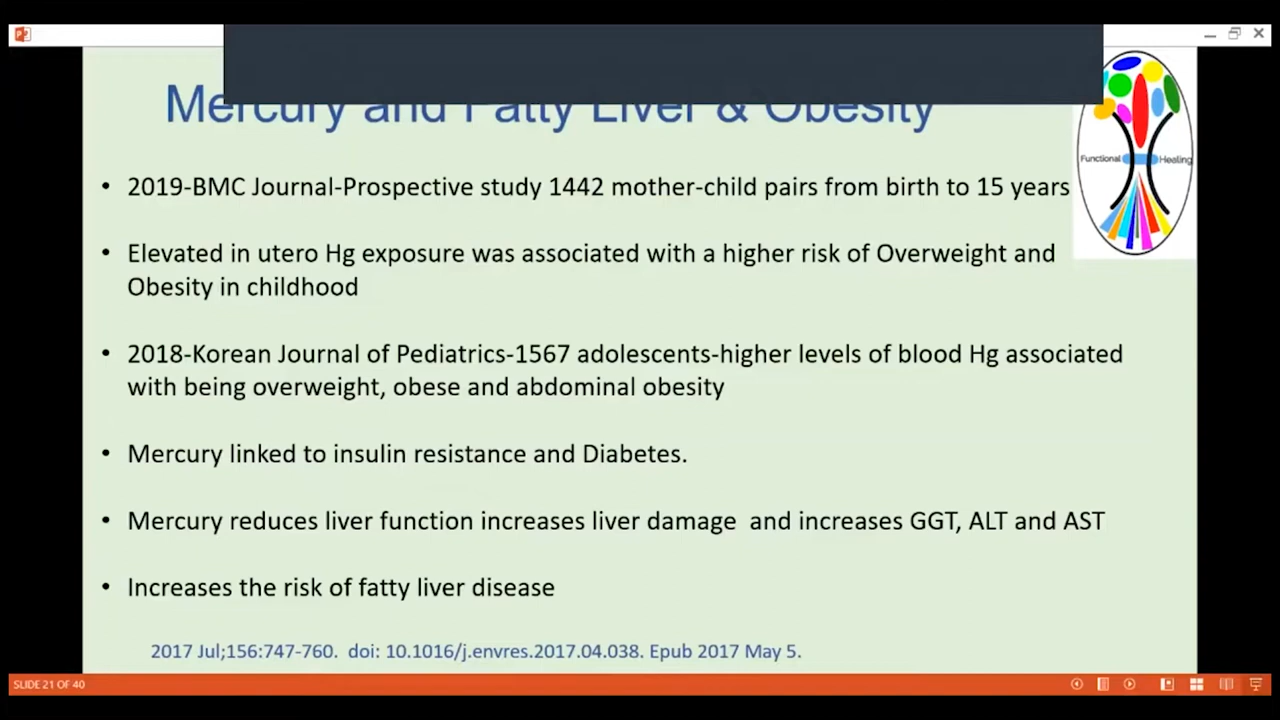 Mercury and Fatty Liver & Obesity
Functional Healing
• 2019-BMC Journal-Prospective study 1442 mother-child pairs from birth to 15 years
• Elevated in utero Hg exposure was associated with a higher risk of Overweight and
Obesity in childhood
• 2018-Korean Journal of Pediatrics-1567 adolescents-higher levels of blood Hg associated
with being overweight, obese and abdominal obesity
• Mercury linked to insulin resistance and Diabetes.
• Mercury reduces liver function increases liver damage  and increases GGT, ALT and AST
• Increases the risk of fatty liver disease
2017 Jul;156:747-760.  doi: 10.1016/j.envres.2017.04.038. Epub 2017 May 5.
SLIDE 21 OF 40